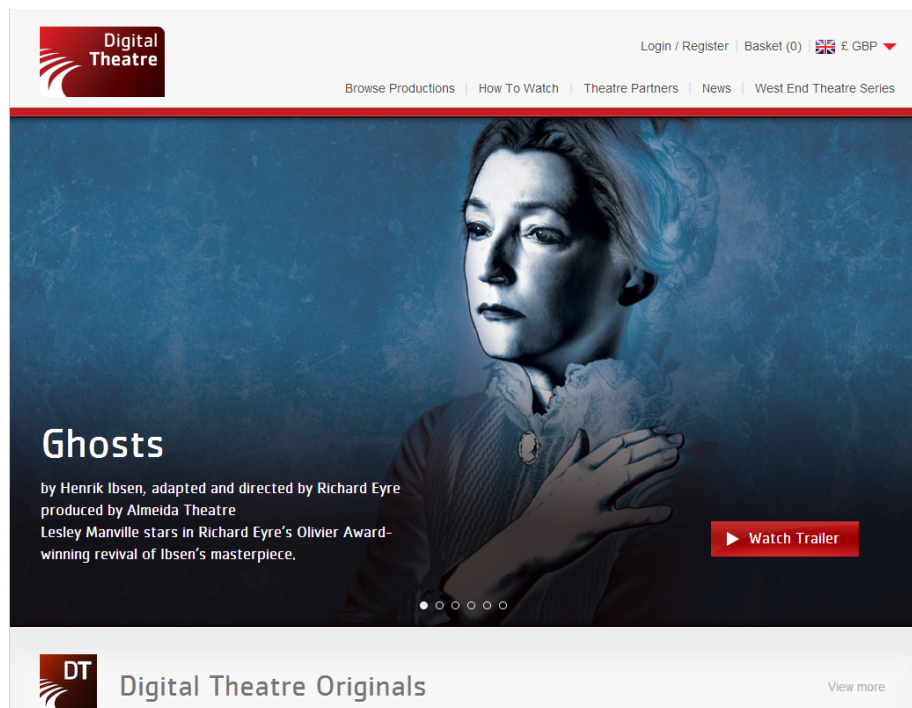 Digital
Theatre
Login / Register Basket (0) £ GBP
Browse Productions How To Watch Theatre Partners News West End Theatre Series
Ghosts
by Henrik Ibsen, adapted and directed by Richard Eyre
produced by Almeida Theatre
Lesley Manville stars in Richard Eyre's Olivier Award-
winning revival of Ibsen's masterpiece.
Watch Trailer
DT
Digital Theatre Originals
View more